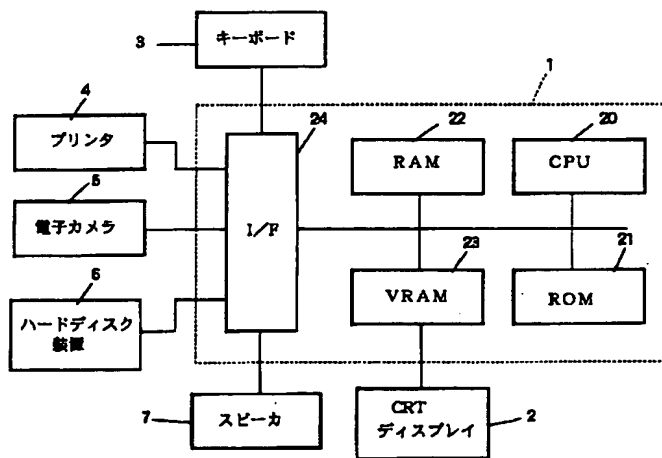 3
キーボード
1
4
プリンタ
24
22
RAM
20
CPU
5
電子カメラ
I/F
23
VRAM
21
ROM
6
ハードディスク
装置
7
スピーカ
CRT
ディスプレイ
2